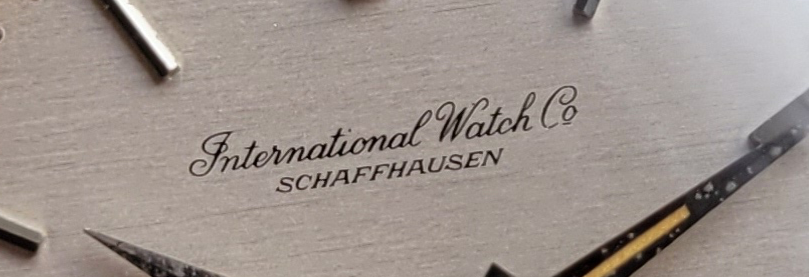 International Watch Co
SCHAFFHAUSEN